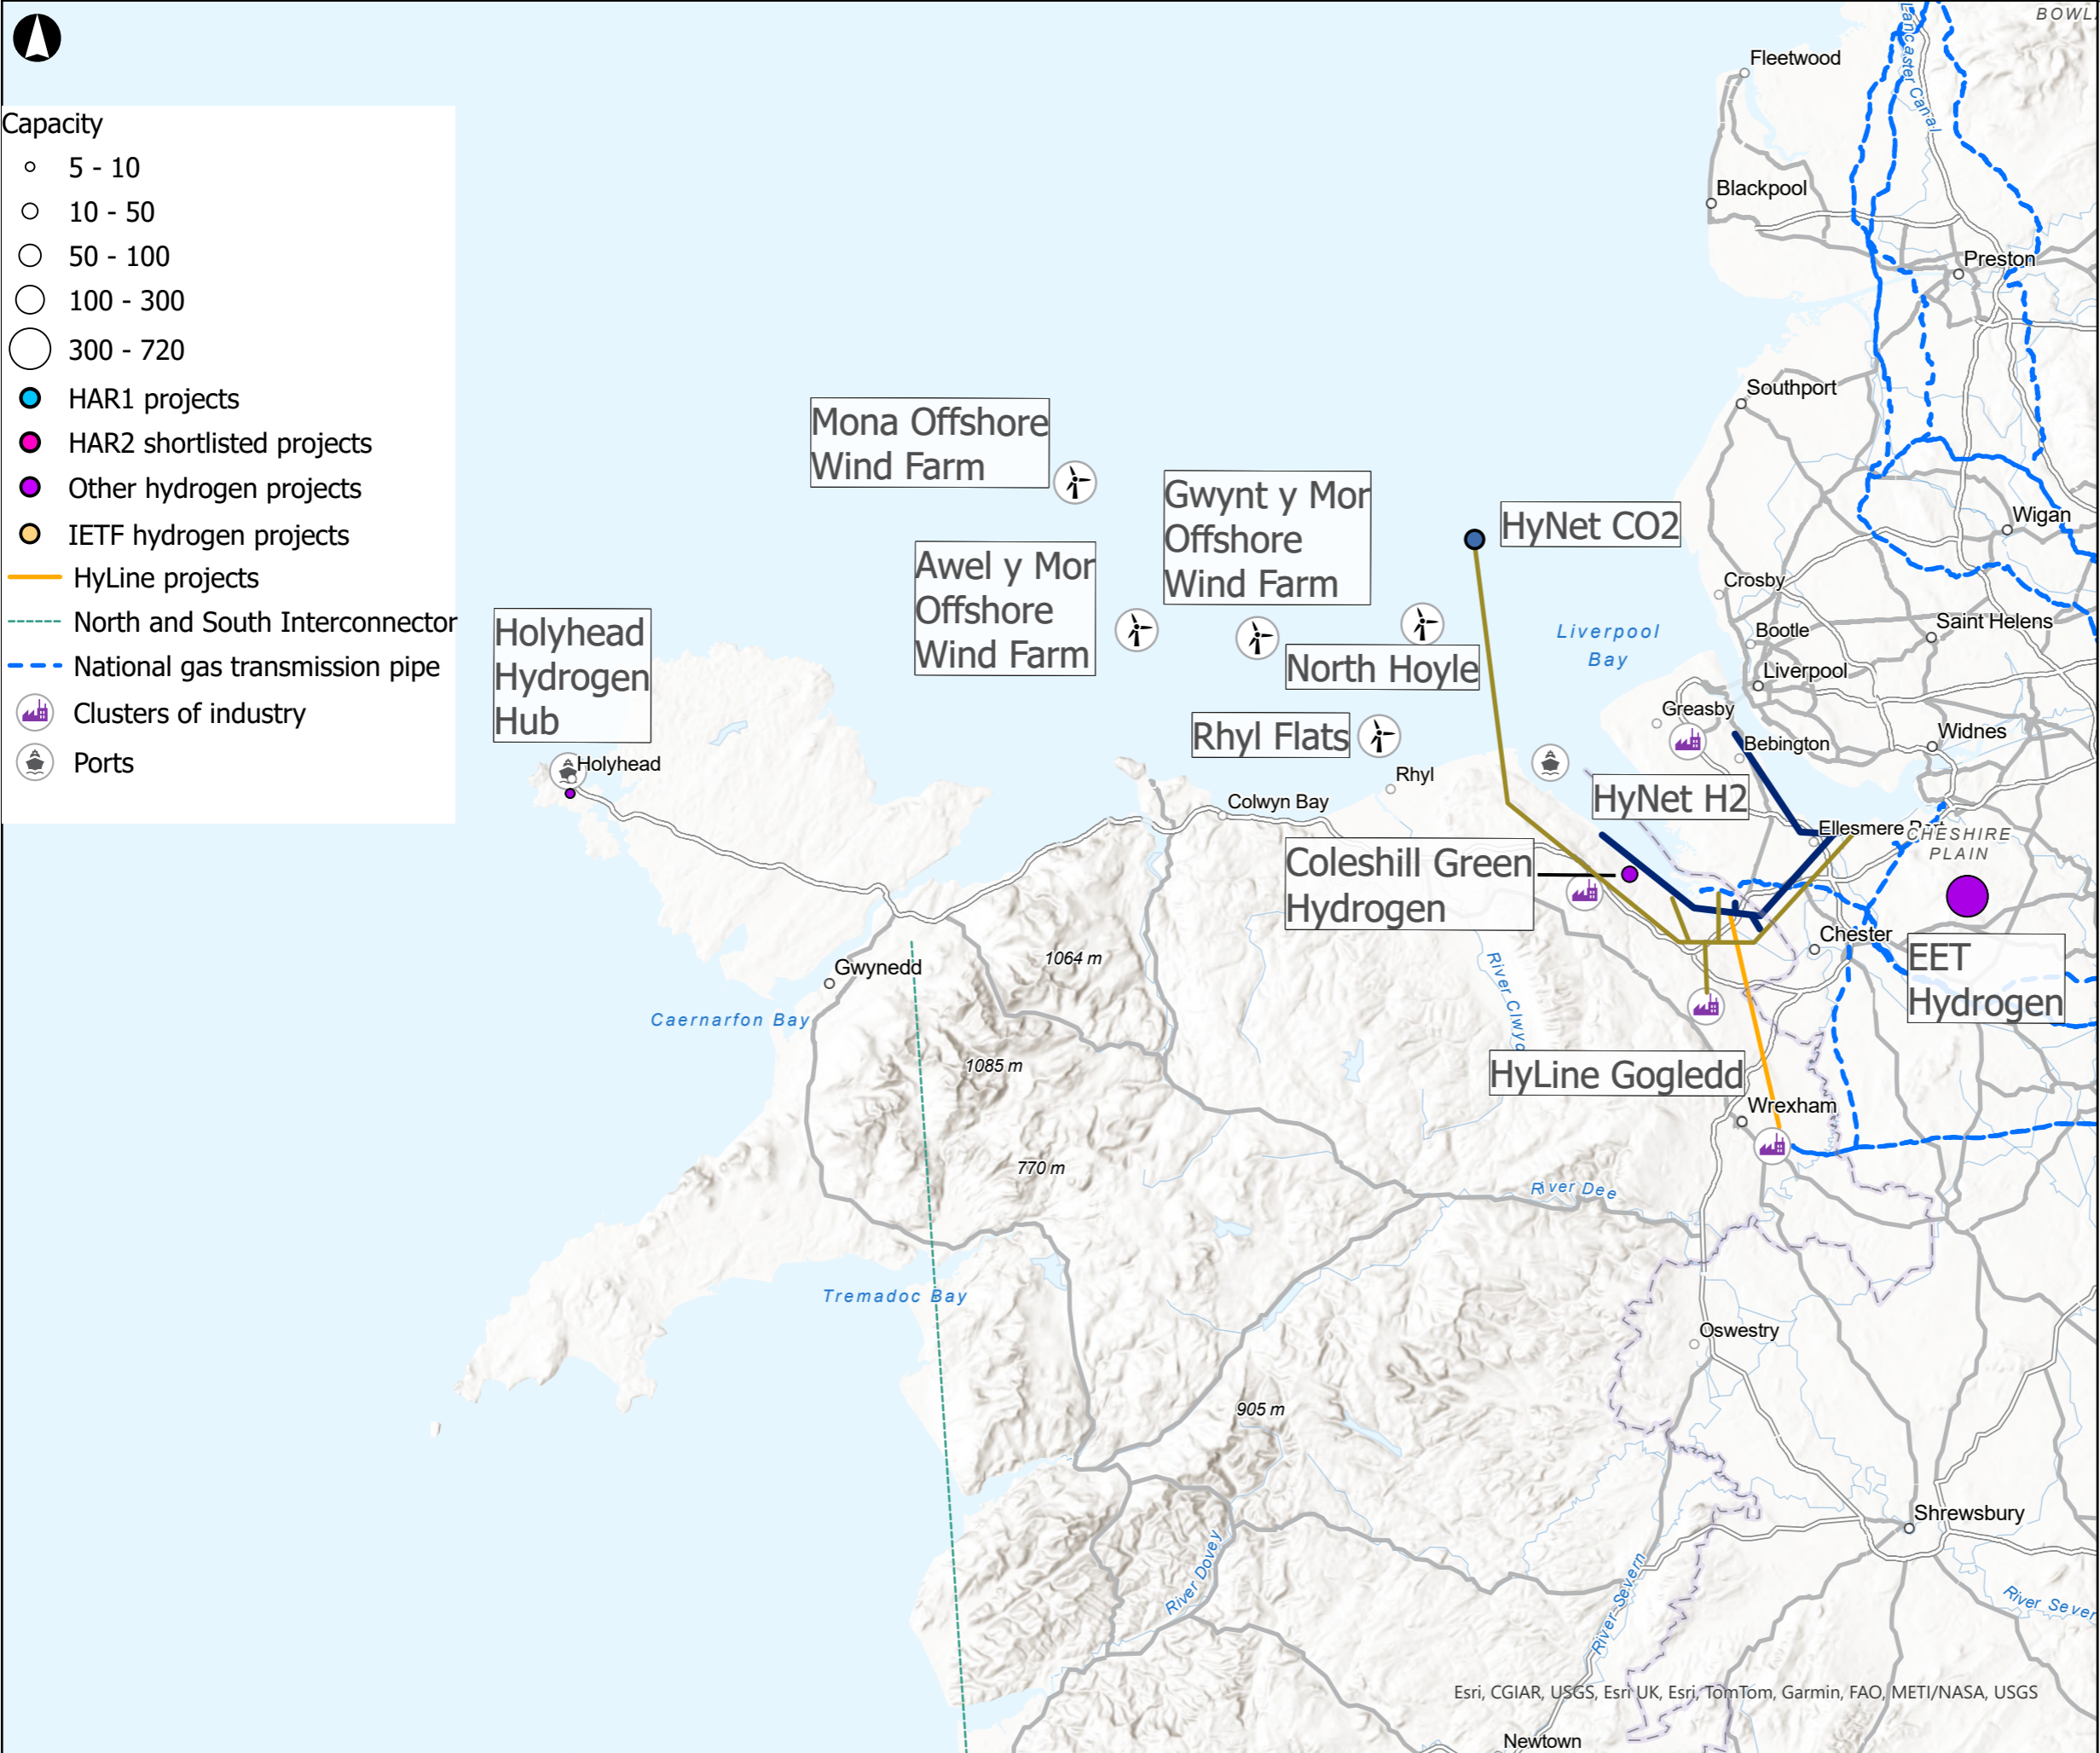 Capacity
5 - 10
10 - 50
50 - 100
100 - 300
300 - 720
HAR1 projects
HAR2 shortlisted projects
Other hydrogen projects
IETF hydrogen projects
HyLine projects
North and South Interconnector
National gas transmission pipe
Clusters of industry
Ports
BOWL
Lancaster Canal
Fleetwood
Blackpool
Preston
Southport
Mona Offshore
Wind Farm
Gwynt y Mor
Offshore
Wind Farm
HyNet CO2
Wigan
Awel y Mor
Offshore
Wind Farm
Crosby
Holyhead
Hydrogen
Hub
Liverpool
Bay
Bootle
Saint Helens
North Hoyle
Liverpool
Greasby
Rhyl Flats
Bebington
Widnes
Holyhead
Rhyl
HyNet H2
Colwyn Bay
Ellesmere Port
CHESHIRE
PLAIN
Coleshill Green
Hydrogen
Chester
EET
Hydrogen
1064 m
Gwynedd
River Clwyd
Caernarfon Bay
1085 m
HyLine Gogledd
Wrexham
770 m
River Dee
Tremadoc Bay
Oswestry
905 m
Shrewsbury
River Dovey
River Severn
River Sever
Esri, CGIAR, USGS, Esri UK, Esri, TomTom, Garmin, FAO, METI/NASA, USGS
Newtown